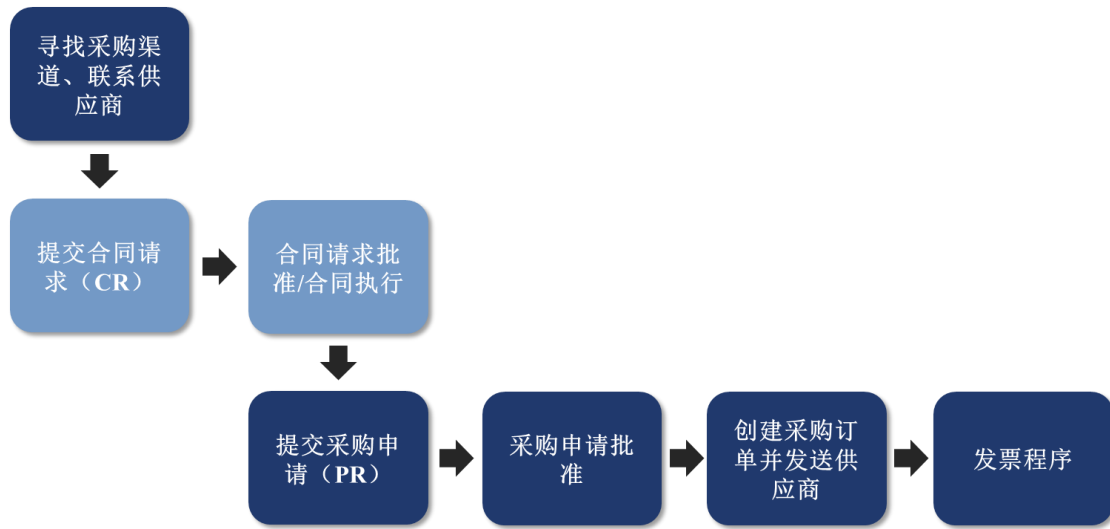 寻找采购渠
道、联系供
应商
提交合同请
求（CR）
合同请求批
准/合同执行
提交采购申
请（PR）
采购申请批
准
创建采购订
单并发送供
应商
发票程序